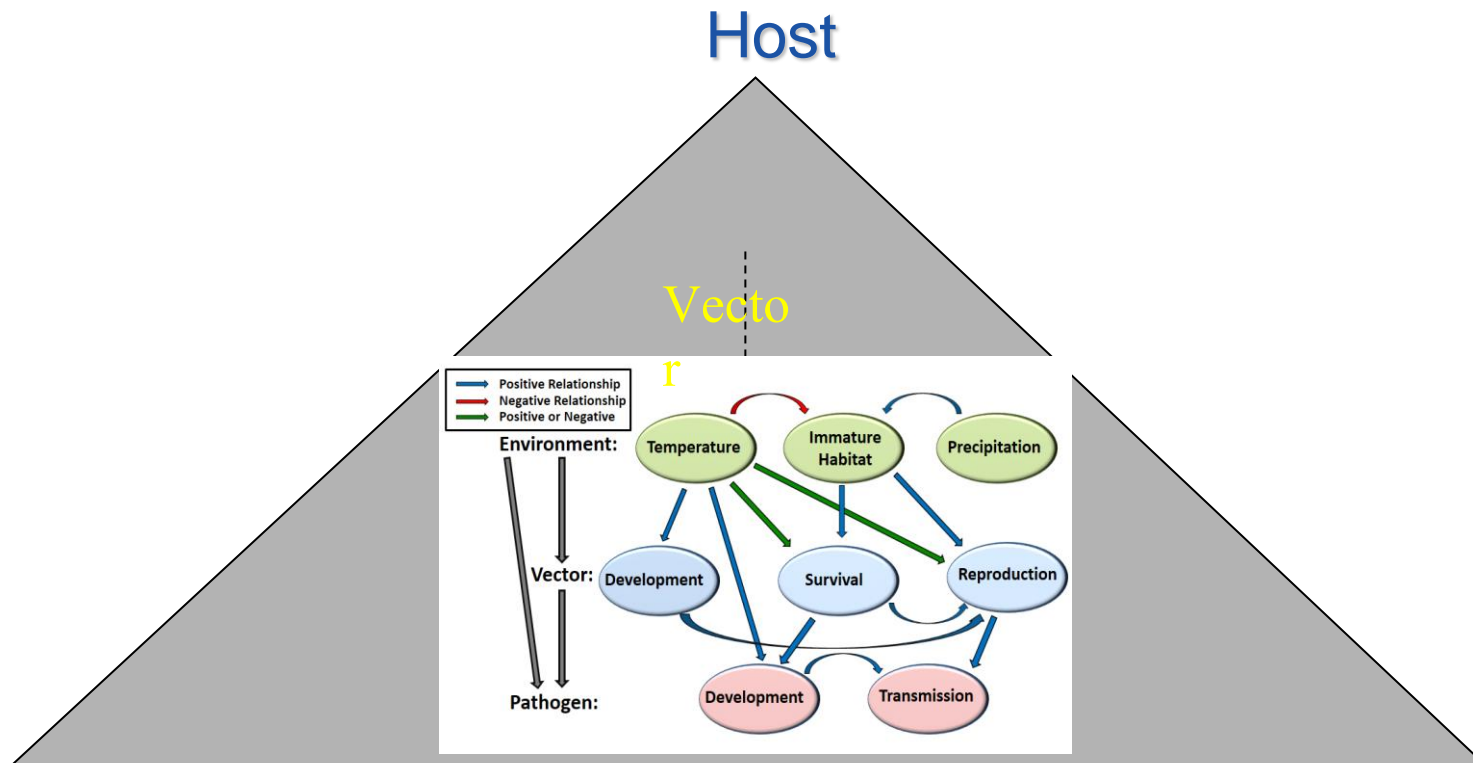 Host
Vecto
r
Positive Relationship
Negative Relationship
Positive or Negative
Environment:
Temperature
Immature
Habitat
Precipitation
Vector:
Development
Survival
Reproduction
Pathogen:
Development
Transmission